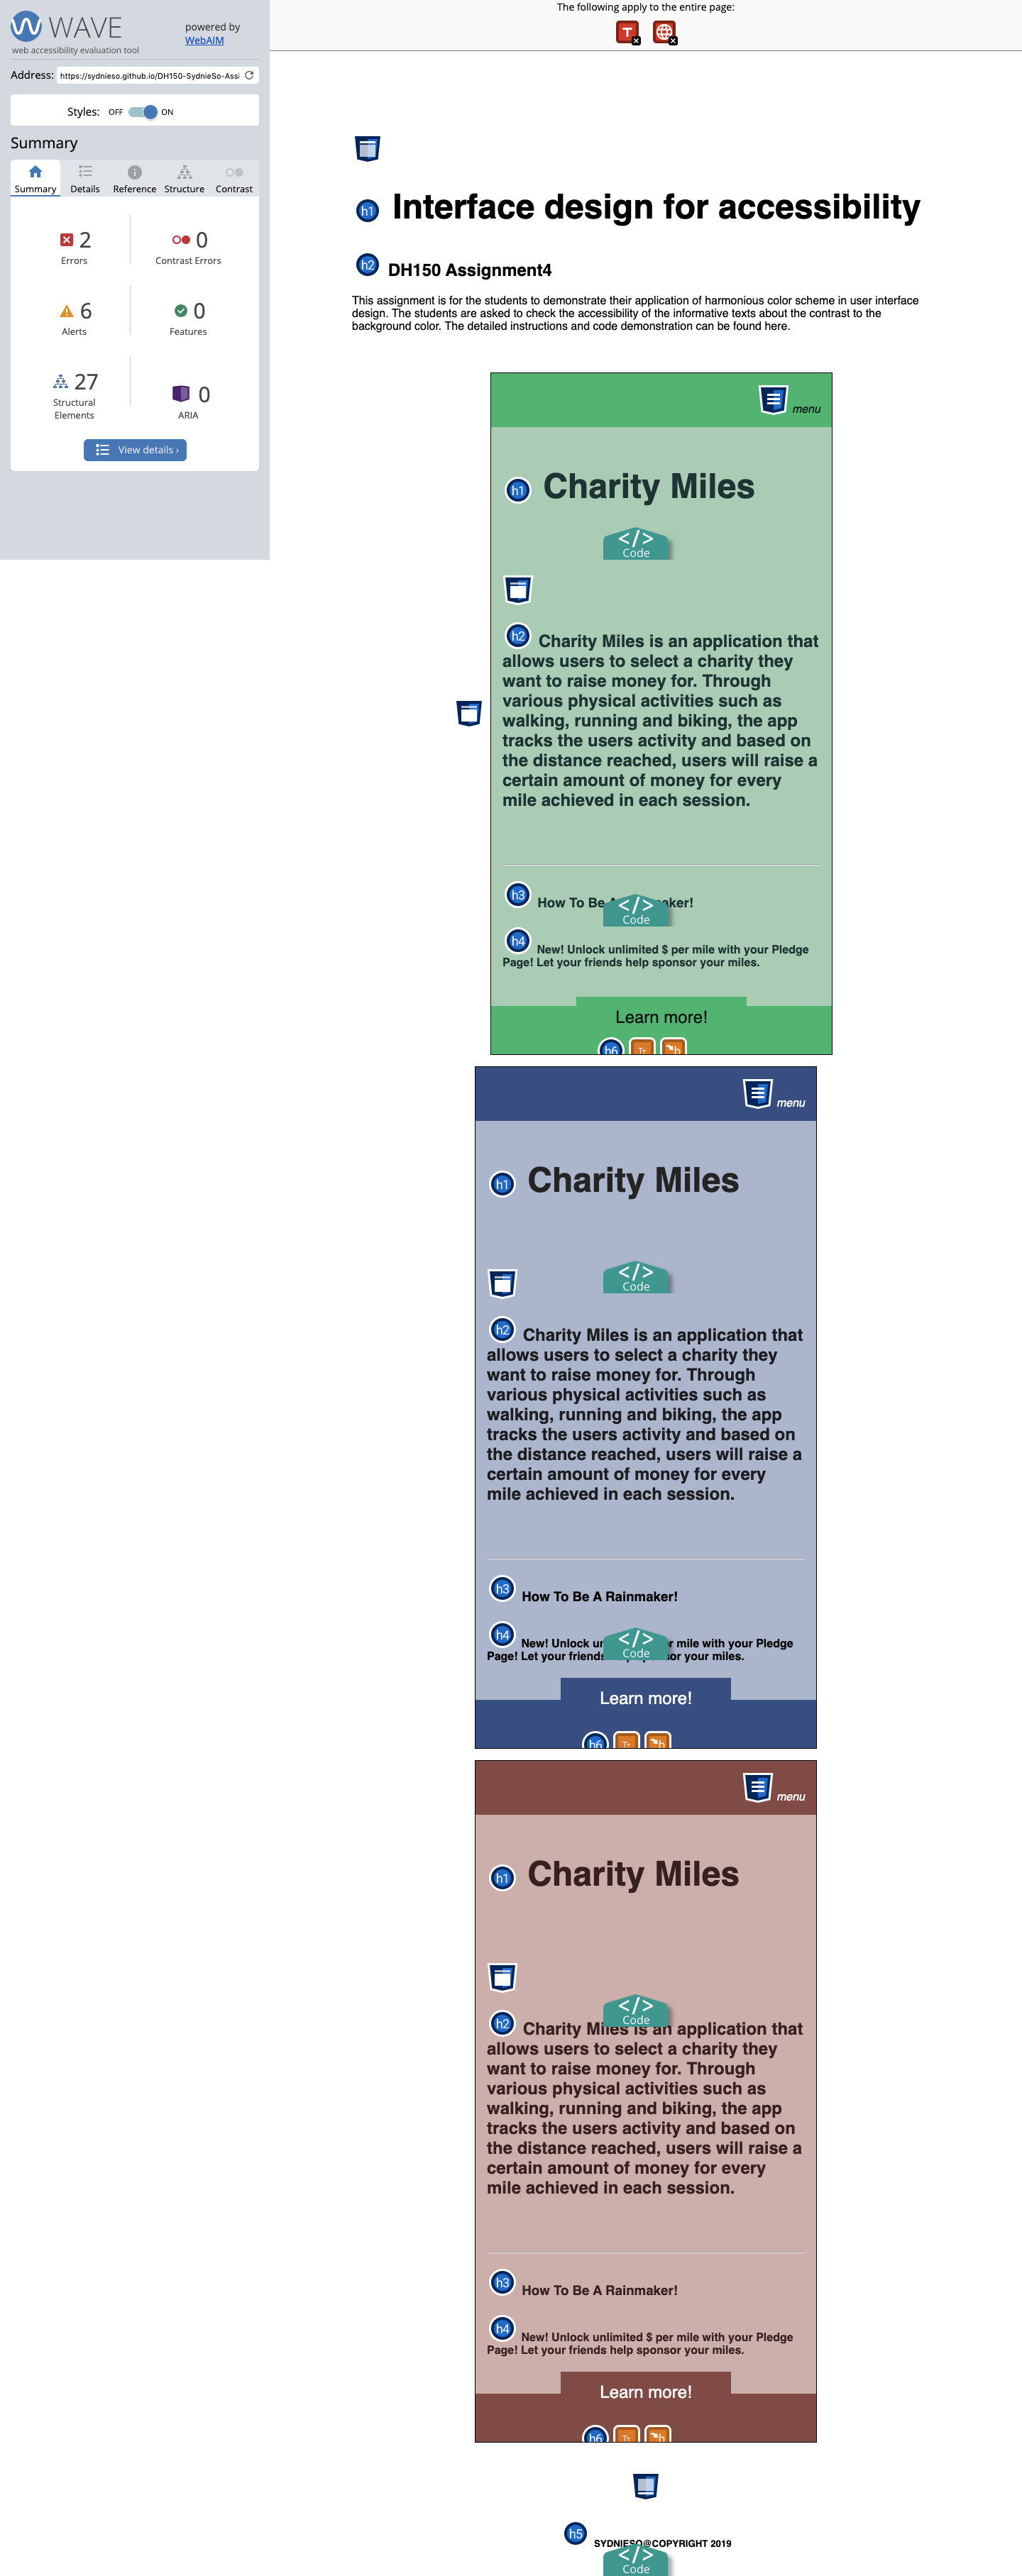 WAVE
web accessibility evaluation tool
powered by
WebAIM
Address: https://sydnieso.github.io/DH150-SydnieSo-Assi
Styles: OFF ON
Summary
Summary Details Reference Structure Contrast
2 0
Errors Contrast Errors
6 0
Alerts Features
27 0
Structural
Elements ARIA
View details ›
The following apply to the entire page:
T
h1 Interface design for accessibility
h2 DH150 Assignment4
This assignment is for the students to demonstrate their application of harmonious color scheme in user interface
design. The students are asked to check the accessibility of the informative texts about the contrast to the
background color. The detailed instructions and code demonstration can be found here.
menu
h1 Charity Miles
</>
Code
h2 Charity Miles is an application that
allows users to select a charity they
want to raise money for. Through
various physical activities such as
walking, running and biking, the app
tracks the users activity and based on
the distance reached, users will raise a
certain amount of money for every
mile achieved in each session.
h3 How To Be A aker!
</>
Code
h4 New! Unlock unlimited $ per mile with your Pledge
Page! Let your friends help sponsor your miles.
Learn more!
h6 Tт h
menu
h1 Charity Miles
</>
Code
h2 Charity Miles is an application that
allows users to select a charity they
want to raise money for. Through
various physical activities such as
walking, running and biking, the app
tracks the users activity and based on
the distance reached, users will raise a
certain amount of money for every
mile achieved in each session.
h3 How To Be A Rainmaker!
</>
Code
h4 New! Unlock mile with your Pledge
Page! Let your friends your miles.
Learn more!
h6 Tт h
menu
h1 Charity Miles
</>
Code
h2 Charity Miles is an application that
allows users to select a charity they
want to raise money for. Through
various physical activities such as
walking, running and biking, the app
tracks the users activity and based on
the distance reached, users will raise a
certain amount of money for every
mile achieved in each session.
h3 How To Be A Rainmaker!
h4 New! Unlock unlimited $ per mile with your Pledge
Page! Let your friends help sponsor your miles.
Learn more!
h6 Tт h
h5 SYDNIESO@COPYRIGHT 2019
</>
Code